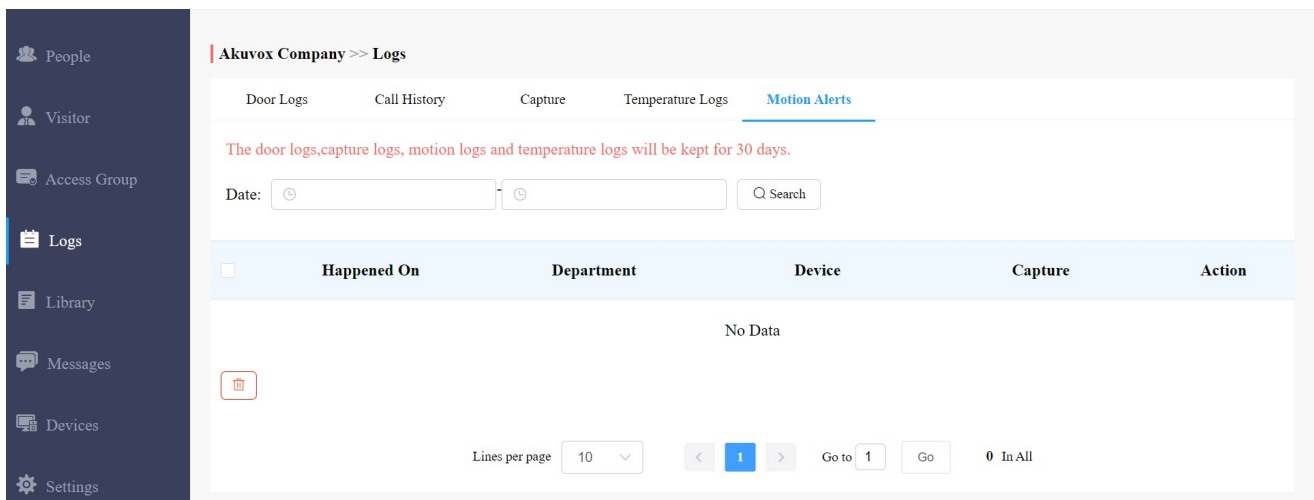 People
Visitor
Access Group
Logs
Library
Messages
Devices
Settings
Akuvox Company >> Logs
Door Logs Call History Capture Temperature Logs Motion Alerts
The door logs,capture logs, motion logs and temperature logs will be kept for 30 days.
Date: - Search
Happened On Department Device Capture Action
No Data
Lines per page 10 < 1 > Go to 1 Go 0 In All